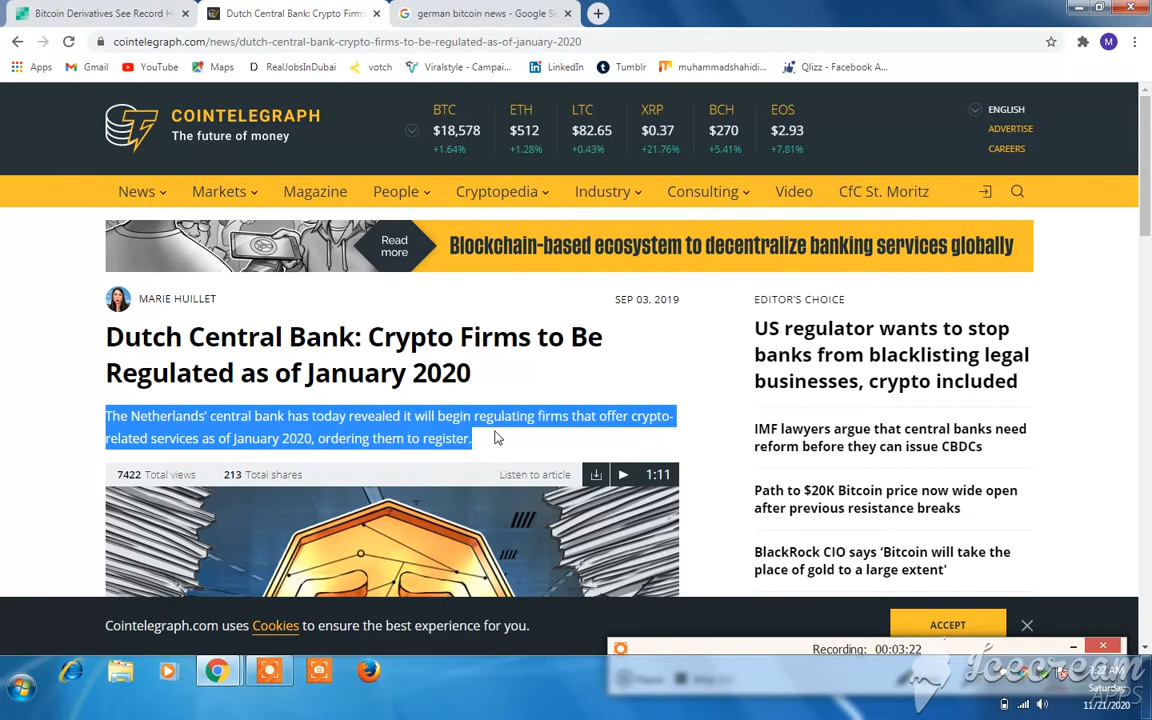 Bitcoin Derivatives See Record H
Dutch Central Bank: Crypto Firms
german bitcoin news - Google Se
cointelegraph.com/news/dutch-central-bank-crypto-firms-to-be-regulated-as-of-january-2020
M
Apps Gmail YouTube Maps RealJobsInDubai votch Viralstyle - Campai... LinkedIn Tumblr muhammadshahidi... Qlizz - Facebook A...
COINTELEGRAPH
The future of money
BTC ETH LTC XRP BCH EOS
$18,578 $512 $82.65 $0.37 $270 $2.93
+1.64% +1.28% +0.43% +21.76% +5.41% +7.81%
ENGLISH
ADVERTISE
CAREERS
News Markets Magazine People Cryptopedia Industry Consulting Video CfC St. Moritz
Read
more
Blockchain-based ecosystem to decentralize banking services globally
MARIE HUILLET
SEP 03, 2019
Dutch Central Bank: Crypto Firms to Be
Regulated as of January 2020
The Netherlands' central bank has today revealed it will begin regulating firms that offer crypto-
related services as of January 2020, ordering them to register.
7422 Total views 213 Total shares Listen to article 1:11
EDITOR'S CHOICE
US regulator wants to stop
banks from blacklisting legal
businesses, crypto included
IMF lawyers argue that central banks need
reform before they can issue CBDCs
Path to $20K Bitcoin price now wide open
after previous resistance breaks
BlackRock CIO says 'Bitcoin will take the
place of gold to a large extent'
Cointelegraph.com uses Cookies to ensure the best experience for you.
ACCEPT
Recording: 00:03:22
Icecream
APPS
Saturday
11/21/2020